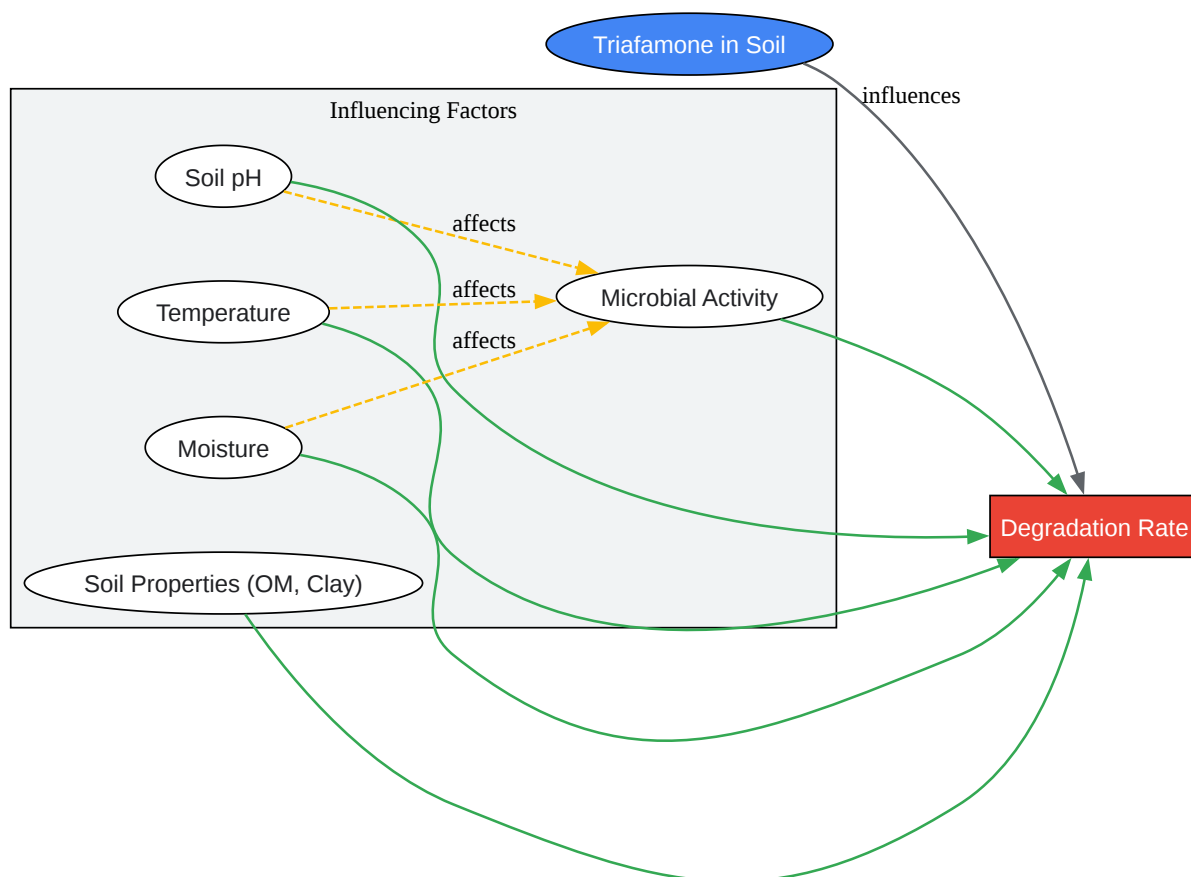 Triafamone in Soil
influences
Influencing Factors
Soil pH
affects
Temperature
affects
Microbial Activity
affects
Moisture
Degradation Rate
Soil Properties (OM, Clay)